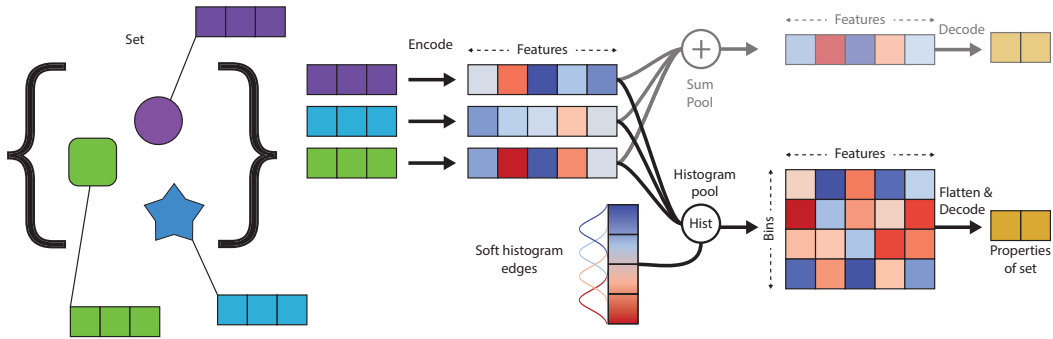 Set
Encode
Features
+
Sum
Pool
Features
Decode
Histogram
pool
Hist
Soft histogram
edges
Features
Bins
Flatten &
Decode
Properties
of set